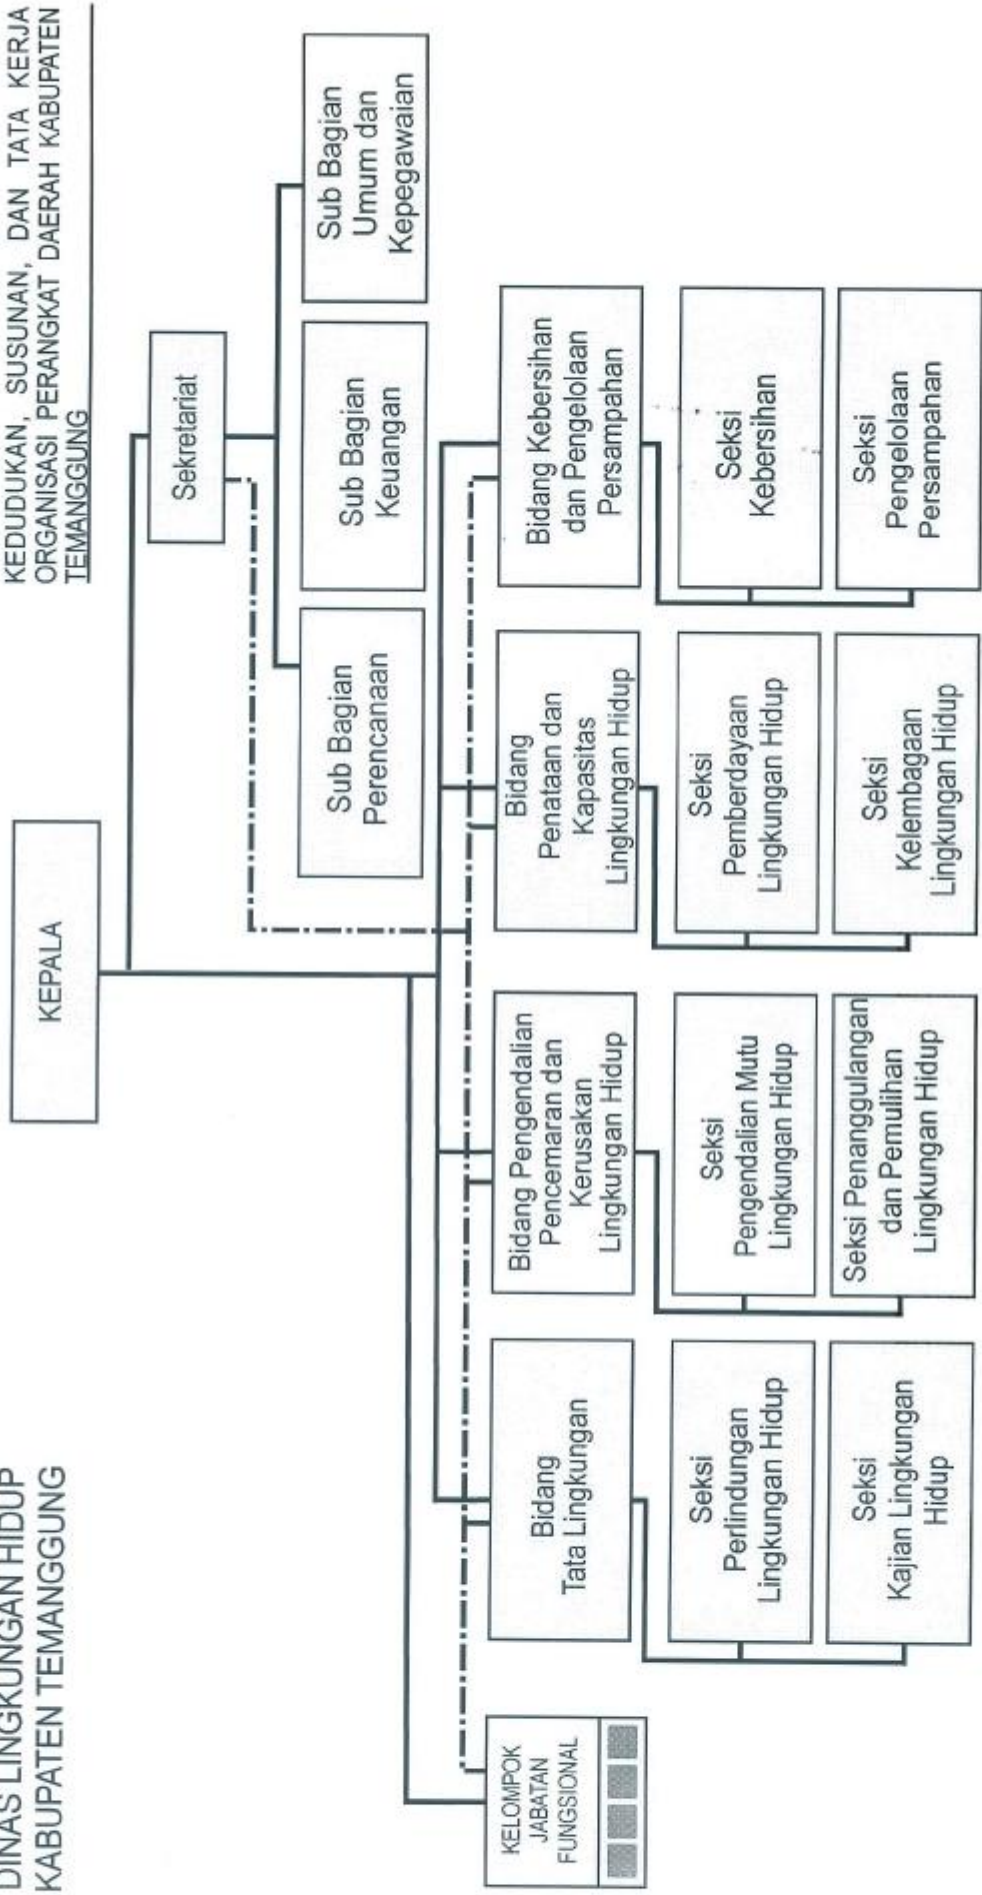 DINAS LINGKUNGAN HIDUP
KABUPATEN TEMANGGUNG
KEDUDUKAN, SUSUNAN, DAN TATA KERJA
ORGANISASI PERANGKAT DAERAH KABUPATEN
TEMANGGUNG
KEPALA
Sekretariat
Sub Bagian
Perencanaan
Sub Bagian
Keuangan
Sub Bagian
Umum dan
Kepegawaian
KELOMPOK
JABATAN
FUNGSIONAL
Bidang
Tata Lingkungan
Bidang Pengendalian
Pencemaran dan
Kerusakan
Lingkungan Hidup
Bidang
Penataan dan
Kapasitas
Lingkungan Hidup
Bidang Kebersihan
dan Pengelolaan
Persampahan
Seksi
Perlindungan
Lingkungan Hidup
Seksi
Pengendalian Mutu
Lingkungan Hidup
Seksi
Pemberdayaan
Lingkungan Hidup
Seksi
Kebersihan
Seksi
Kajian Lingkungan
Hidup
Seksi Penanggulangan
dan Pemulihan
Lingkungan Hidup
Seksi
Kelembagaan
Lingkungan Hidup
Seksi
Pengelolaan
Persampahan